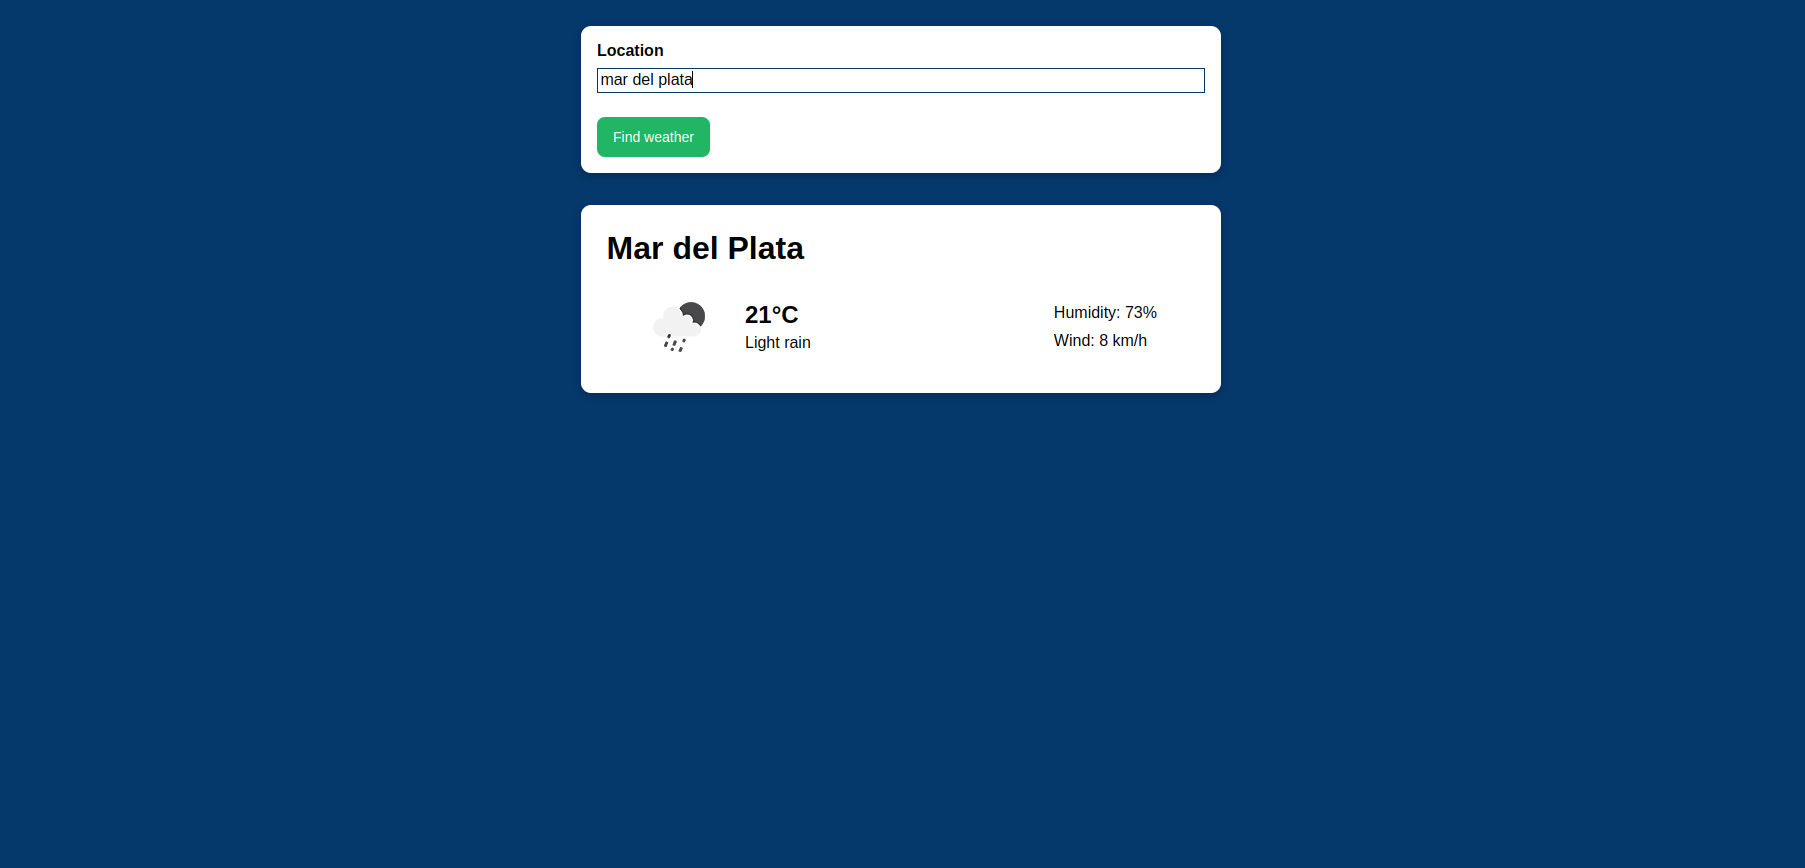 Location
mar del plata
Find weather
Mar del Plata
21°C
Light rain
Humidity: 73%
Wind: 8 km/h